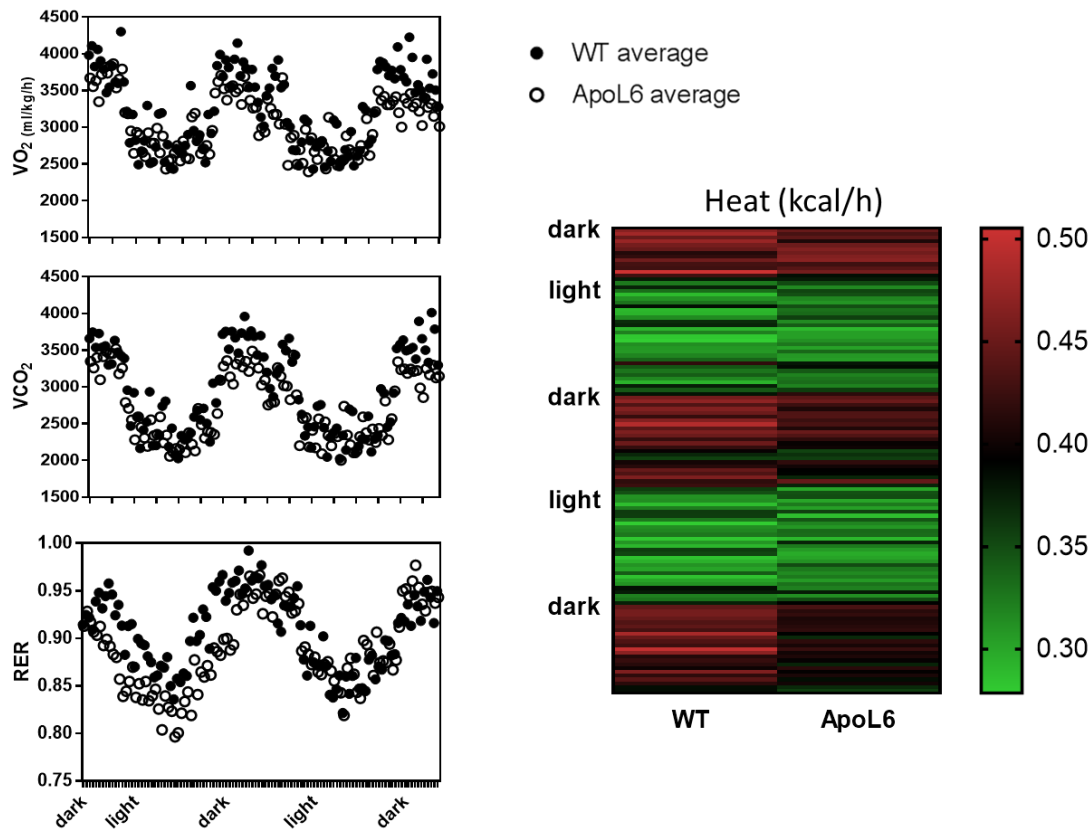 4500
4000
3500
3000
2500
2000
1500
VO2 (ml/kg/h)
4500
4000
3500
3000
2500
2000
1500
VCO2
1.00
0.95
0.90
0.85
0.80
0.75
RER
dark
light
dark
light
dark
WT average
ApoL6 average
Heat (kcal/h)
dark
light
dark
light
dark
WT
ApoL6
0.50
0.45
0.40
0.35
0.30